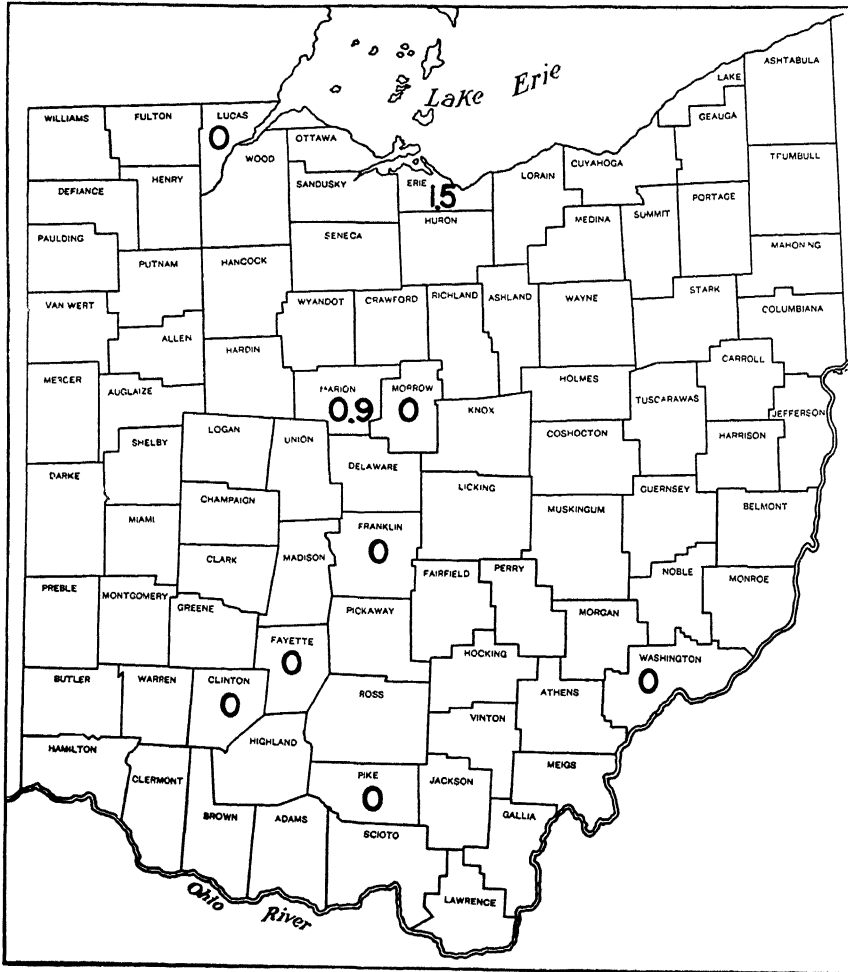 Lake Erie
ASHTABULA
LAKE
GEAUGA
WILLIAMS
FULTON
LUCAS
0
OTTAWA
WOOD
CUYAHOGA
LORAIN
TRUMBULL
DEFIANCE
HENRY
SANDUSKY
ERIE
1.5
PORTAGE
MEDINA
SUMMIT
HURON
PAULDING
SENECA
MAHONING
PUTNAM
HANCOCK
VAN WERT
WYANDOT
CRAWFORD
RICHLAND
ASHLAND
WAYNE
STARK
COLUMBIANA
ALLEN
HARDIN
CARROLL
MERCER
AUGLAIZE
MARION
0.9
MORROW
0
HOLMES
TUSCARAWAS
JEFFERSON
KNOX
LOGAN
UNION
SHELBY
COSHOCTON
HARRISON
DELAWARE
DARKE
CHAMPAIGN
LICKING
GUERNSEY
MUSKINGUM
BELMONT
MIAMI
FRANKLIN
0
CLARK
MADISON
FAIRFIELD
PERRY
NOBLE
MONROE
PREBLE
MONTGOMERY
GREENE
PICKAWAY
MORGAN
FAYETTE
0
HOCKING
WASHINGTON
0
BUTLER
WARREN
CLINTON
0
ROSS
ATHENS
VINTON
HIGHLAND
HAMILTON
CLERMONT
PIKE
0
JACKSON
MEIGS
BROWN
ADAMS
SCIOTO
GALLIA
LAWRENCE
Ohio River